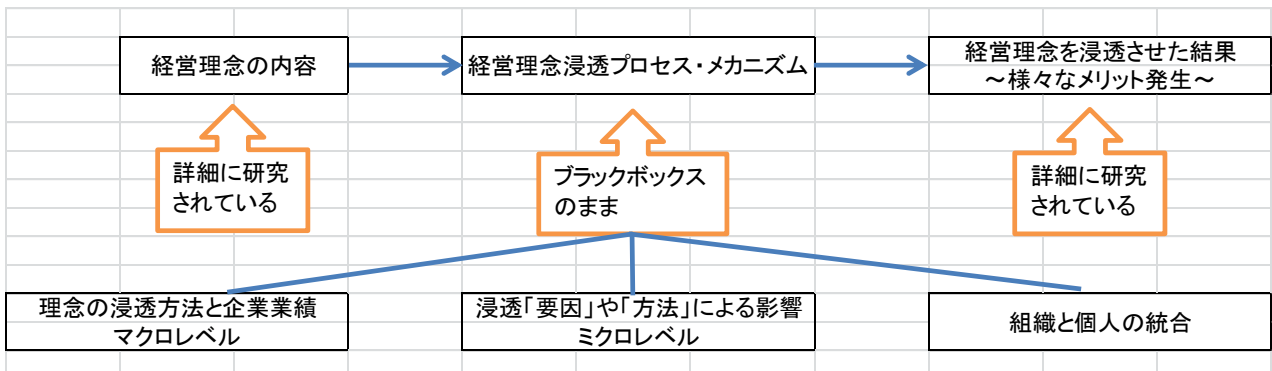 経営理念の内容
経営理念浸透プロセス・メカニズム
経営理念を浸透させた結果
～様々なメリット発生～
詳細に研究
されている
ブラックボックス
のまま
詳細に研究
されている
理念の浸透方法と企業業績
マクロレベル
浸透「要因」や「方法」による影響
ミクロレベル
組織と個人の統合